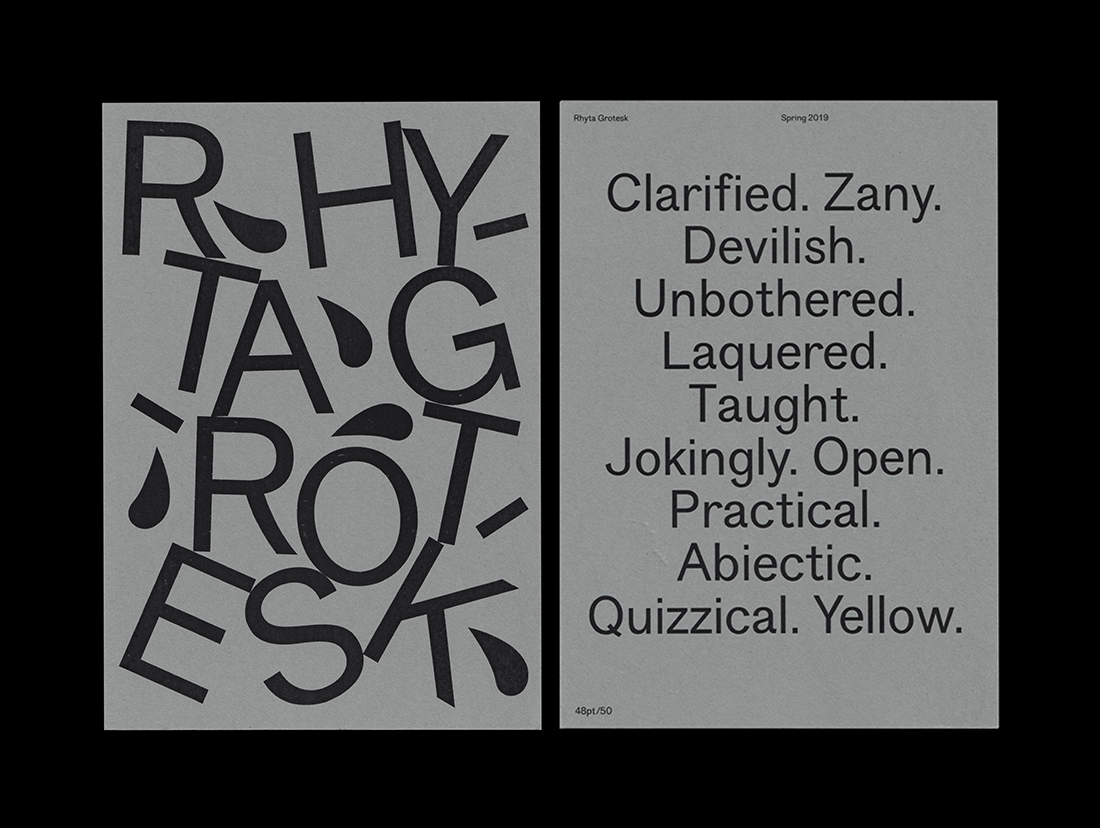 R HY-
TA G
- ROT-
ESK
Rhyta Grotesk
Spring 2019
Clarified. Zany.
Devilish.
Unbothered.
Laquered.
Taught.
Jokingly. Open.
Practical.
Abiectic.
Quizzical. Yellow.
48pt/50